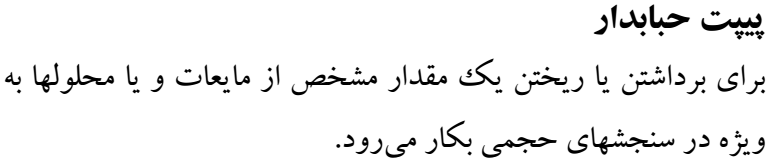 پیپت حبابدار
برای برداشتن یا ریختن یک مقدار مشخص از مایعات و یا محلولها به
ویژه در سنجشهای حجمی بکار می‌رود.